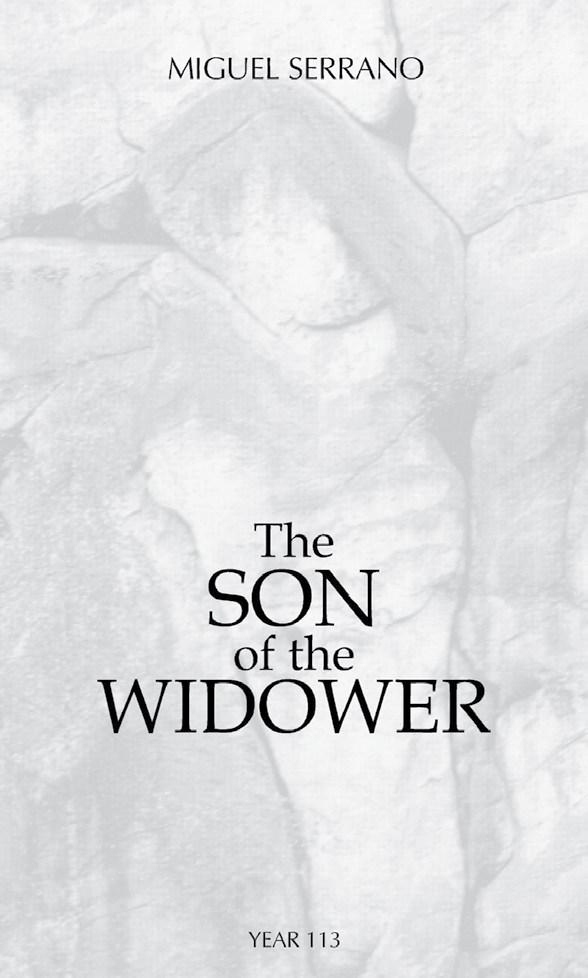 MIGUEL SERRANO
The
SON
of the
WIDOWER
YEAR 113